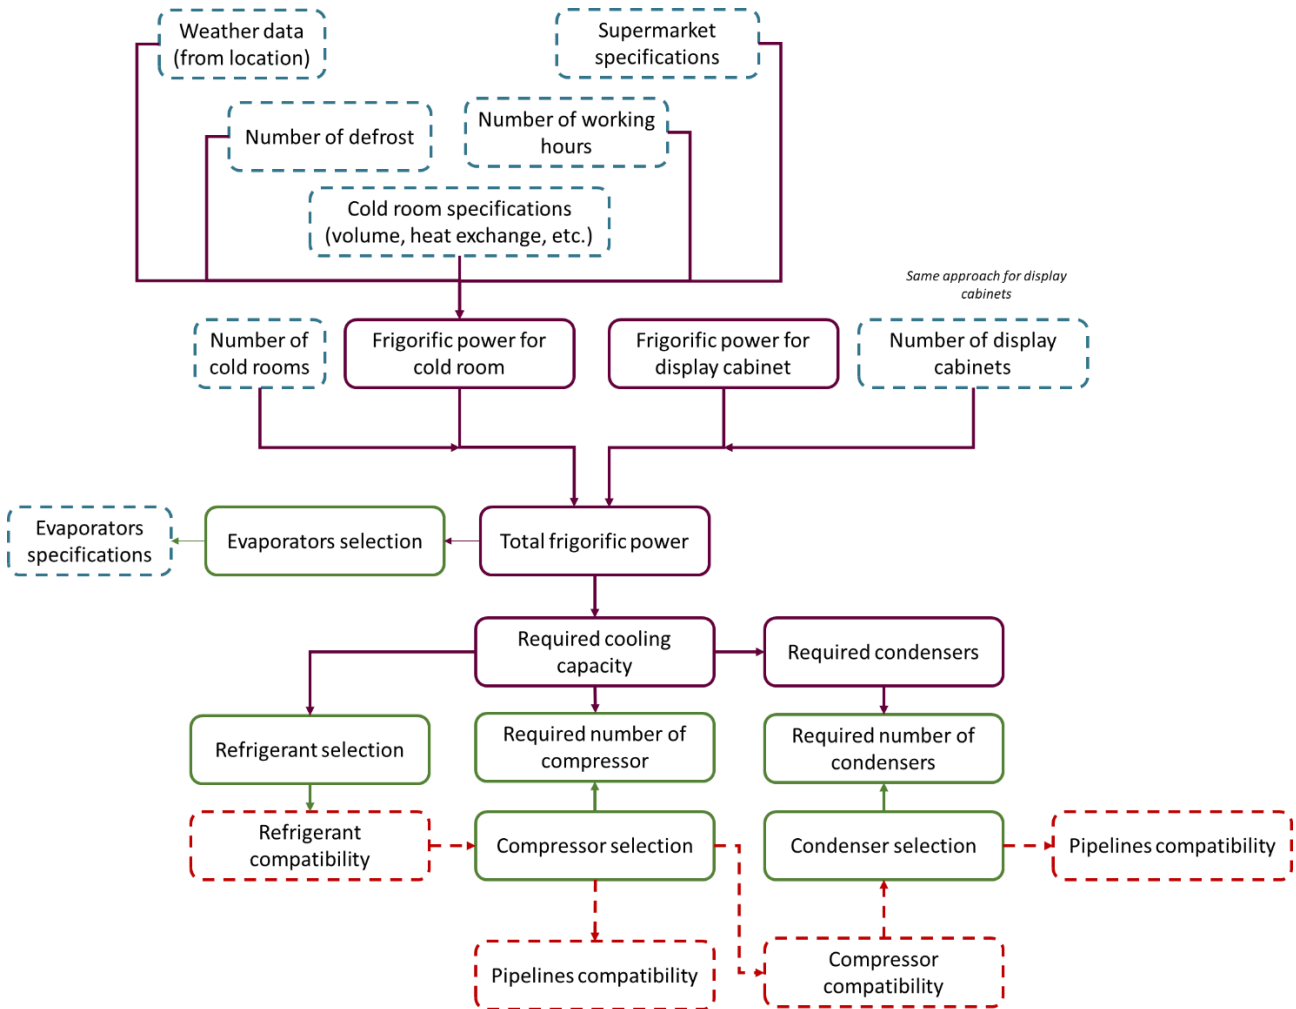 Weather data
(from location)
Supermarket
specifications
Number of defrost
Number of working
hours
Cold room specifications
(volume, heat exchange, etc.)
Same approach for display
cabinets
Number of
cold rooms
Frigorific power for
cold room
Frigorific power for
display cabinet
Number of display
cabinets
Evaporators
specifications
Evaporators selection
Total frigorific power
Required cooling
capacity
Required condensers
Refrigerant selection
Required number of
compressor
Required number of
condensers
Refrigerant
compatibility
Compressor selection
Condenser selection
Pipelines compatibility
Pipelines compatibility
Compressor
compatibility